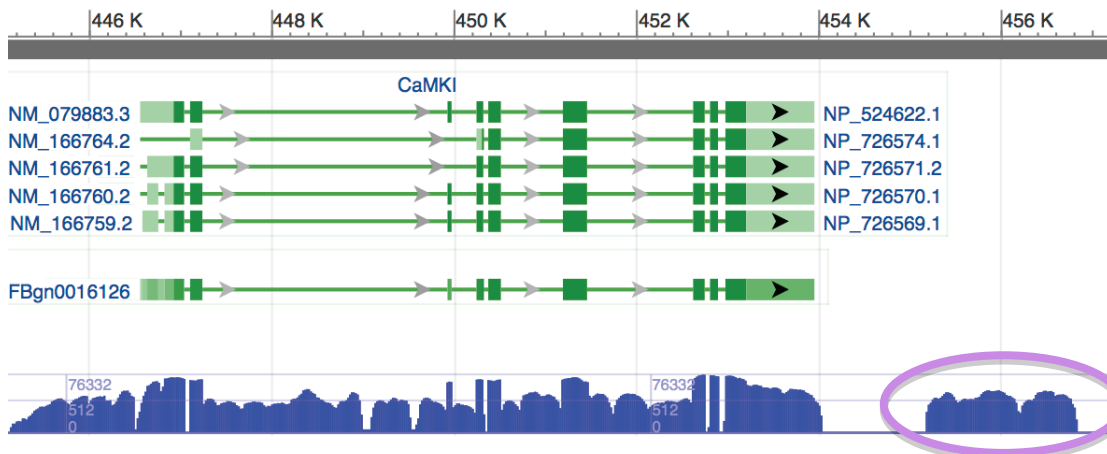 446 K 448 K 450 K 452 K 454 K 456 K
CaMKI
NM_079883.3 NP_524622.1
NM_166764.2 NP_726574.1
NM_166761.2 NP_726571.2
NM_166760.2 NP_726570.1
NM_166759.2 NP_726569.1
FBgn0016126
76332 76332
512 512
0 0